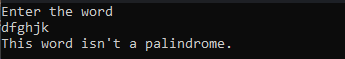 Enter the word
dfghjk
This word isn't a palindrome.